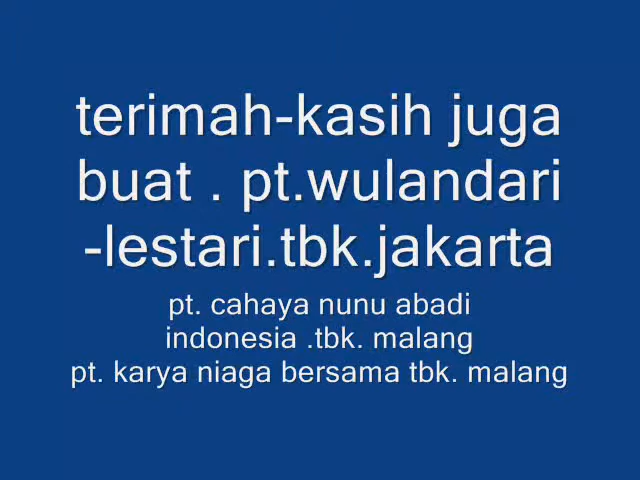 terimah-kasih juga
buat . pt.wulandari
-lestari.tbk.jakarta
pt. cahaya nunu abadi
indonesia .tbk. malang
pt. karya niaga bersama tbk. malang